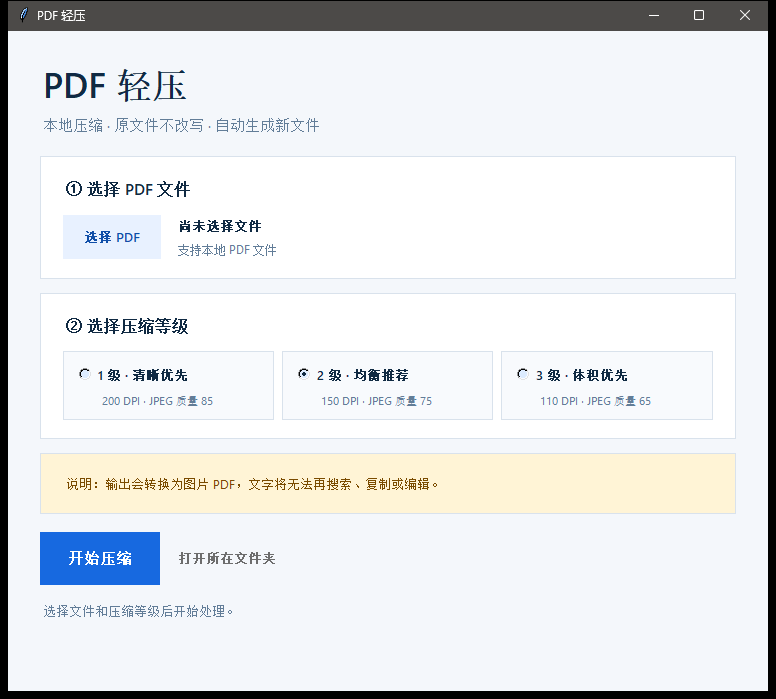 PDF 轻压
PDF 轻压
本地压缩 · 原文件不改写 · 自动生成新文件
① 选择 PDF 文件
选择 PDF
尚未选择文件
支持本地 PDF 文件
② 选择压缩等级
1 级 · 清晰优先
200 DPI · JPEG 质量 85
2 级 · 均衡推荐
150 DPI · JPEG 质量 75
3 级 · 体积优先
110 DPI · JPEG 质量 65
说明：输出会转换为图片 PDF，文字将无法再搜索、复制或编辑。
开始压缩
打开所在文件夹
选择文件和压缩等级后开始处理。